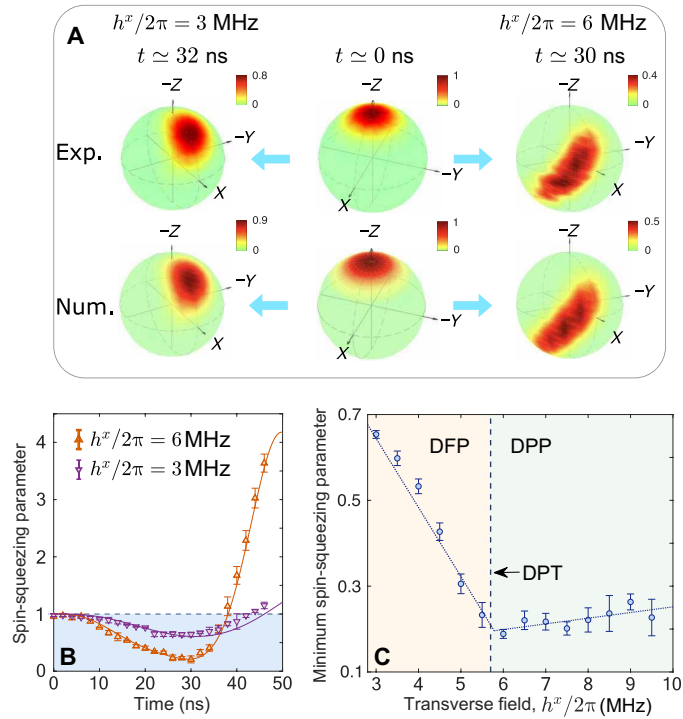 A
h^x/2π = 3 MHz
h^x/2π = 6 MHz
t ≃ 32 ns
t ≃ 0 ns
t ≃ 30 ns
Exp.
−Z
0.8
0
−Y
X
−Z
1
0
−Y
X
−Z
0.4
0
−Y
X
Num.
−Z
0.9
0
−Y
X
−Z
1
0
−Y
X
−Z
0.5
0
−Y
X
Spin-squeezing parameter
4
3
2
1
0
h^x/2π = 6 MHz
h^x/2π = 3 MHz
B
0 10 20 30 40 50
Time (ns)
Minimum spin-squeezing parameter
0.7
0.5
0.3
0.1
DFP DPP
DPT
C
3 4 5 6 7 8 9 10
Transverse field, h^x/2π (MHz)